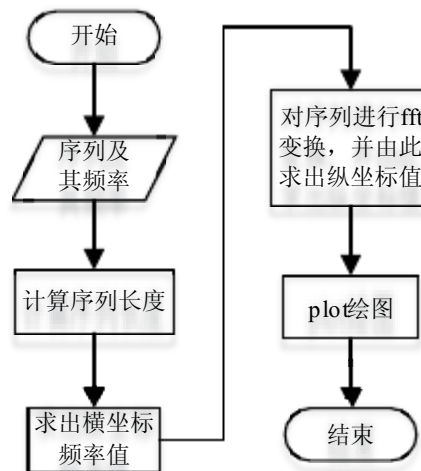 开始
序列及
其频率
计算序列长度
求出横坐标
频率值
对序列进行fft
变换，并由此
求出纵坐标值
plot绘图
结束